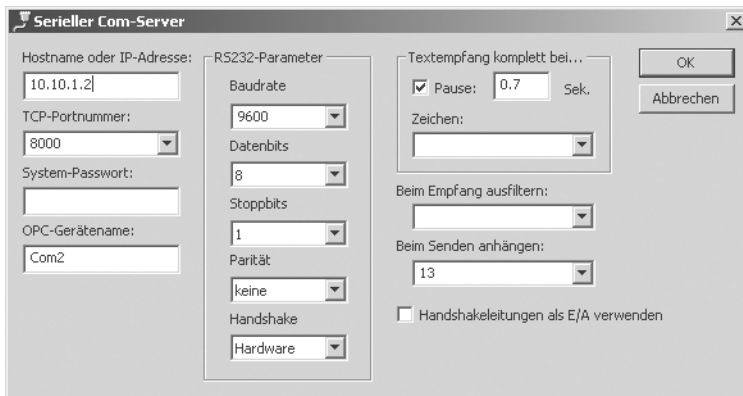 Serieller Com-Server
Hostname oder IP-Adresse:
10.10.1.2
TCP-Portnummer:
8000
System-Passwort:
OPC-Gerätename:
Com2
RS232-Parameter
Baudrate
9600
Datenbits
8
Stoppbits
1
Parität
keine
Handshake
Hardware
Textempfang komplett bei...
Pause:
0.7
Sek.
Zeichen:
Beim Empfang ausfiltern:
Beim Senden anhängen:
13
Handshakeleitungen als E/A verwenden
OK
Abbrechen